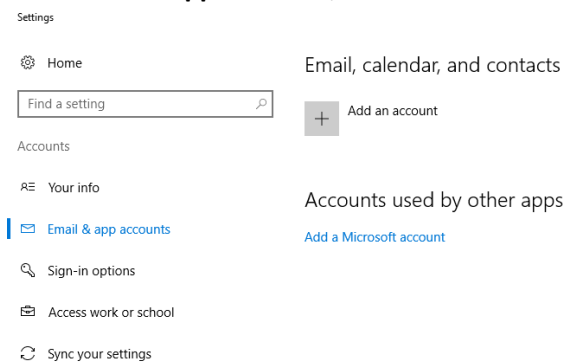 Settings
Home
Find a setting
Accounts
Your info
Email & app accounts
Sign-in options
Access work or school
Sync your settings
Email, calendar, and contacts
Add an account
Accounts used by other apps
Add a Microsoft account